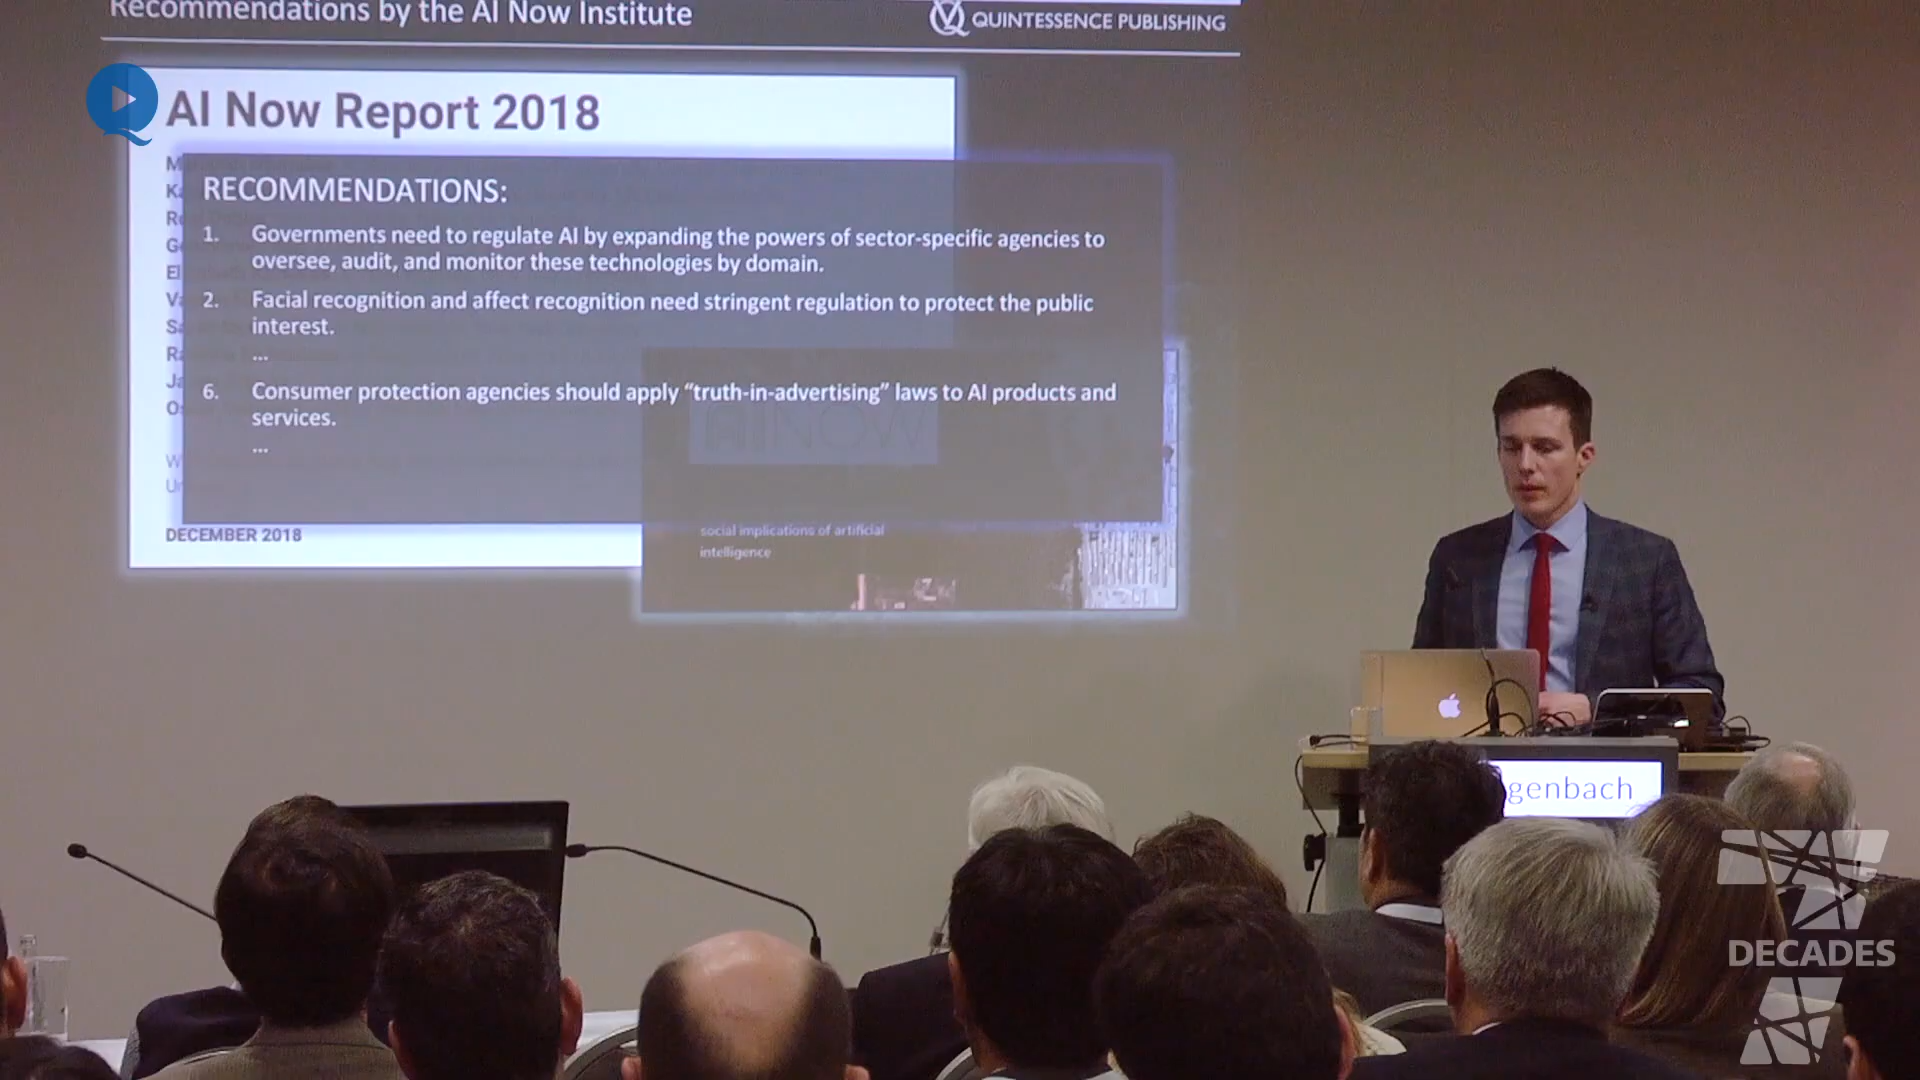 Recommendations by the AI Now Institute
QUINTESSENCE PUBLISHING
AI Now Report 2018
RECOMMENDATIONS:
1. Governments need to regulate AI by expanding the powers of sector-specific agencies to
oversee, audit, and monitor these technologies by domain.
2. Facial recognition and affect recognition need stringent regulation to protect the public
interest.
...
6. Consumer protection agencies should apply “truth-in-advertising” laws to AI products and
services.
...
aiNOW
social implications of artificial
intelligence
DECEMBER 2018
genbach
DECADES